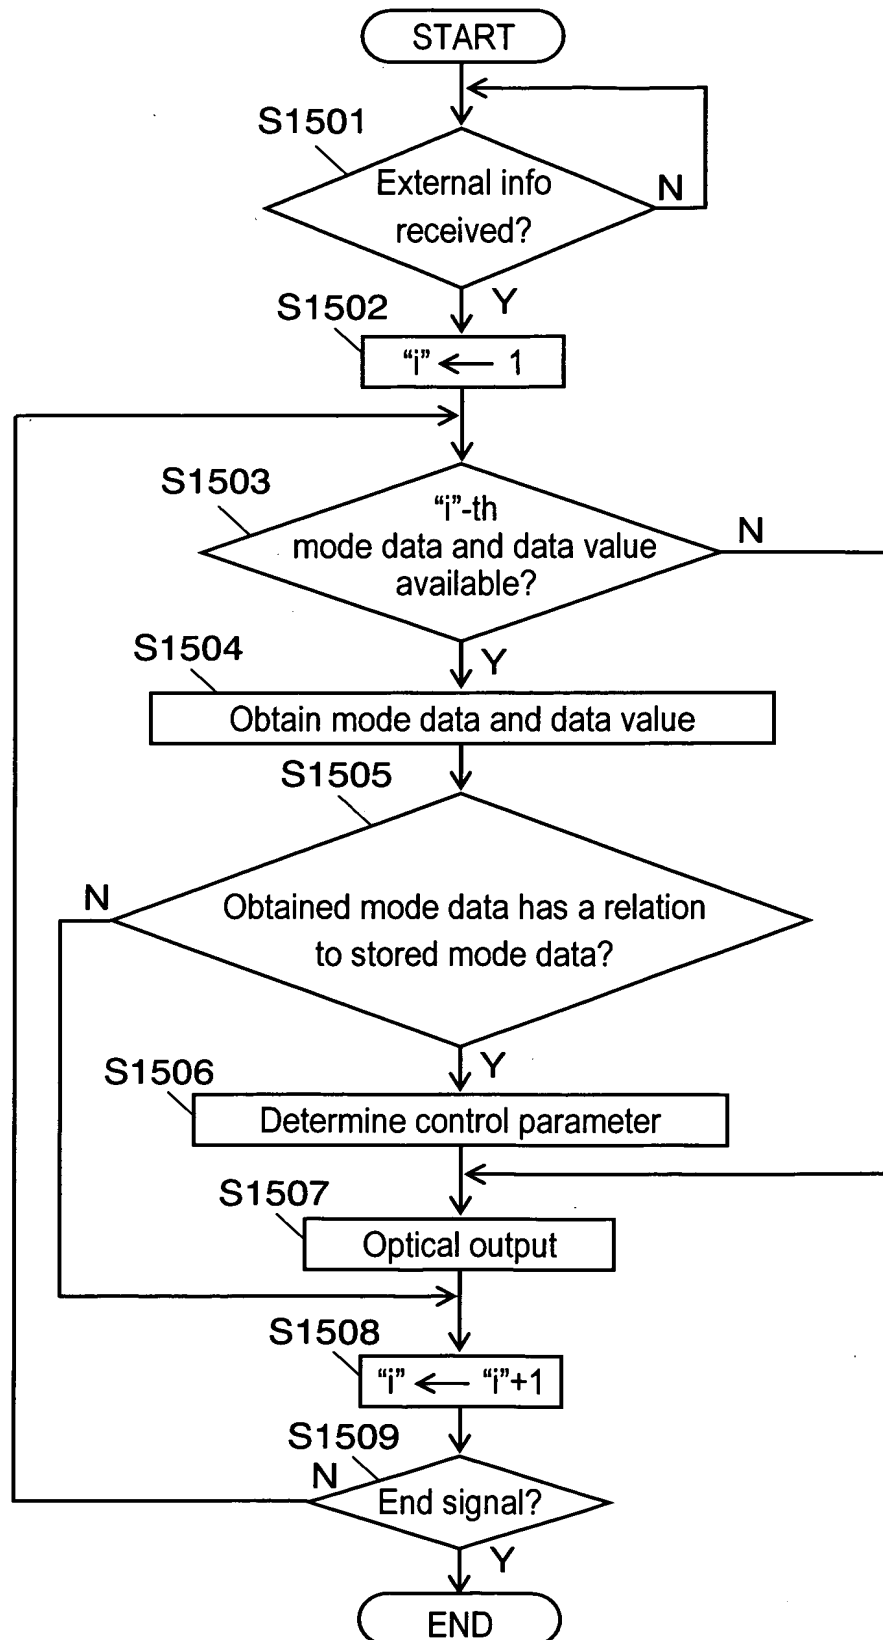 START
S1501
External info
received?
N
Y
S1502
“i” ← 1
S1503
“i”-th
mode data and data value
available?
N
Y
S1504
Obtain mode data and data value
S1505
N
Obtained mode data has a relation
to stored mode data?
Y
S1506
Determine control parameter
S1507
Optical output
S1508
“i” ← “i”+1
S1509
N
End signal?
Y
END